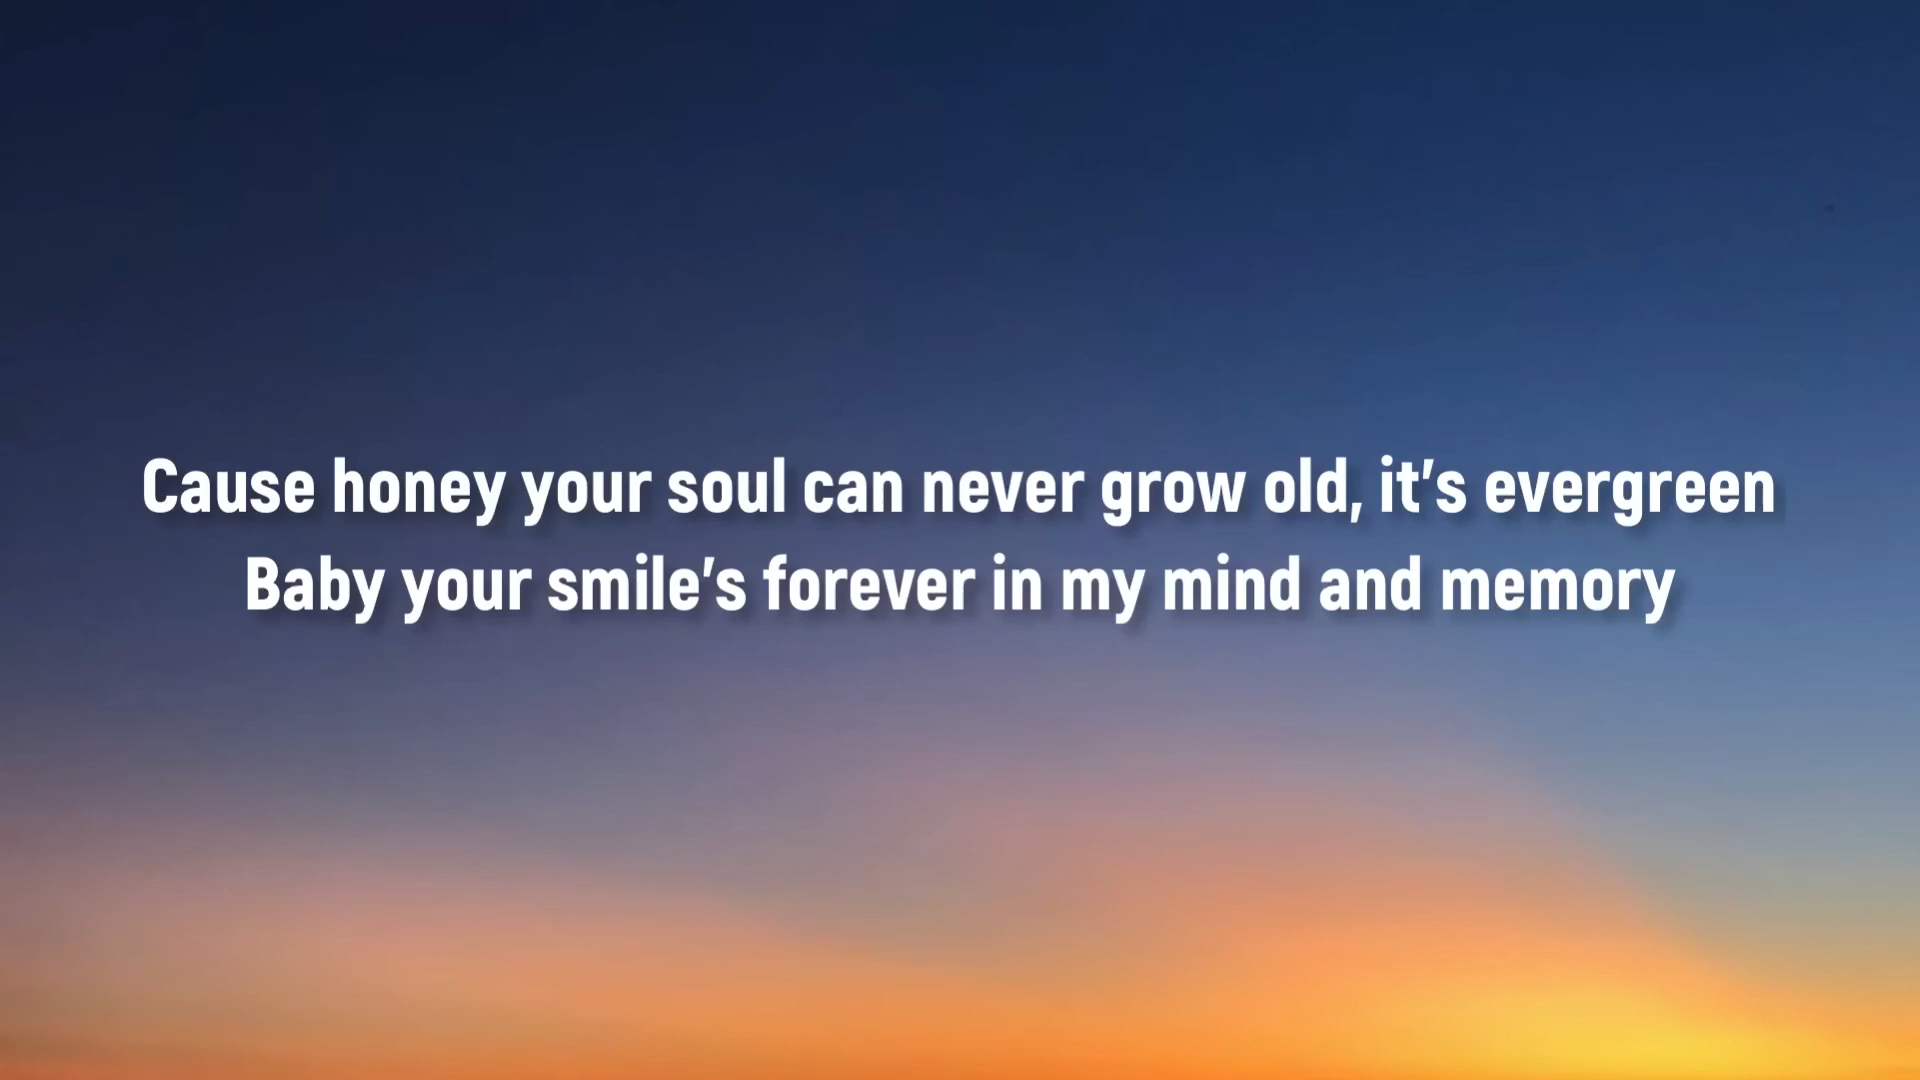 Cause honey your soul can never grow old, it's evergreen
Baby your smile's forever in my mind and memory